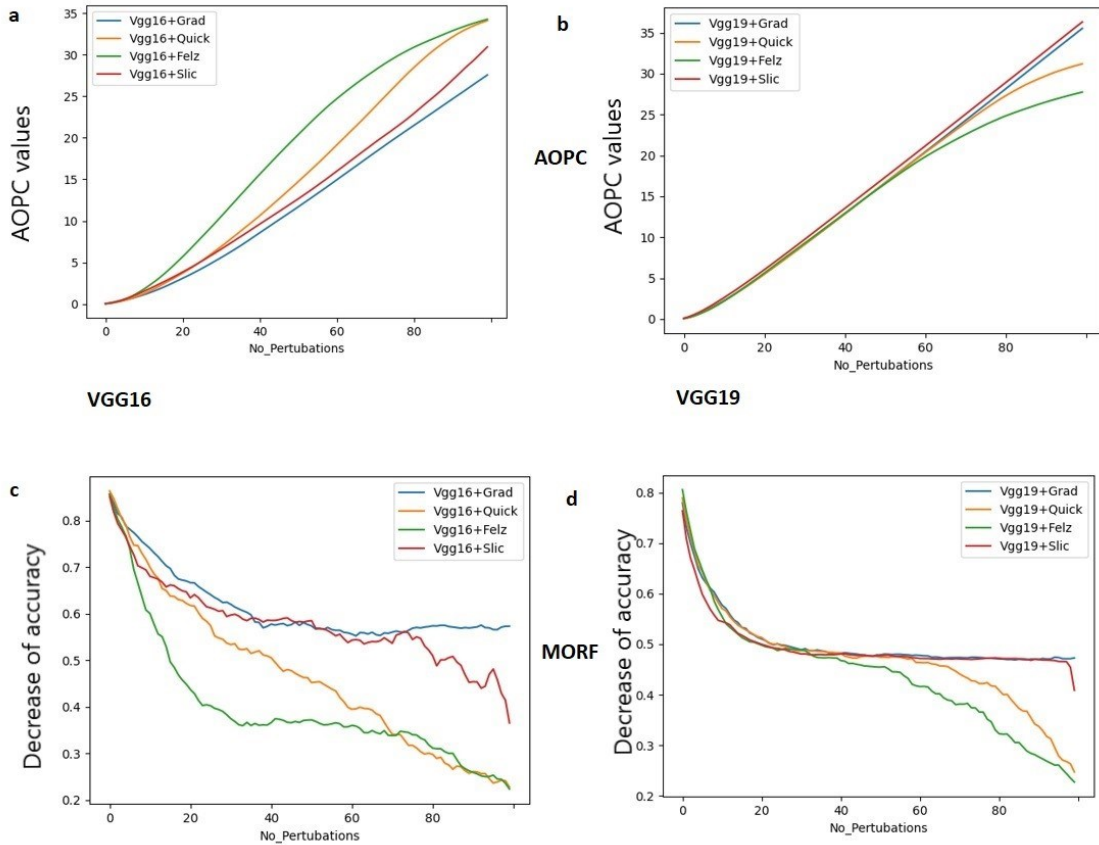 a
35
30
25
20
15
10
5
0
AOPC values
Vgg16+Grad
Vgg16+Quick
Vgg16+Felz
Vgg16+Slic
0 20 40 60 80
No_Pertubations
VGG16
AOPC
b
35
30
25
20
15
10
5
0
AOPC values
Vgg19+Grad
Vgg19+Quick
Vgg19+Felz
Vgg19+Slic
0 20 40 60 80
No_Pertubations
VGG19
c
0.8
0.7
0.6
0.5
0.4
0.3
0.2
Decrease of accuracy
Vgg16+Grad
Vgg16+Quick
Vgg16+Felz
Vgg16+Slic
0 20 40 60 80
No_Pertubations
MORF
d
0.8
0.7
0.6
0.5
0.4
0.3
0.2
Decrease of accuracy
Vgg19+Grad
Vgg19+Quick
Vgg19+Felz
Vgg19+Slic
0 20 40 60 80
No_Pertubations